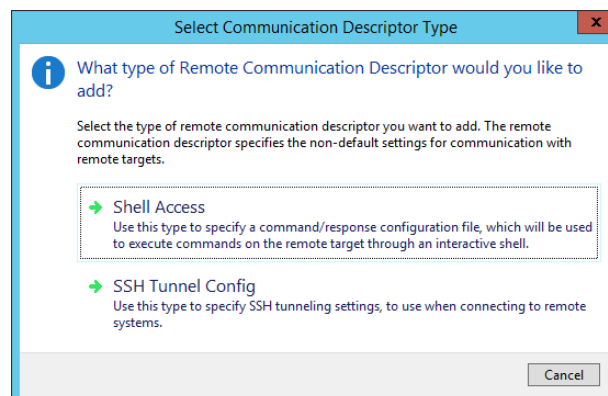 Select Communication Descriptor Type
x
What type of Remote Communication Descriptor would you like to
add?
Select the type of remote communication descriptor you want to add. The remote
communication descriptor specifies the non-default settings for communication with
remote targets.
Shell Access
Use this type to specify a command/response configuration file, which will be used
to execute commands on the remote target through an interactive shell.
SSH Tunnel Config
Use this type to specify SSH tunneling settings, to use when connecting to remote
systems.
Cancel